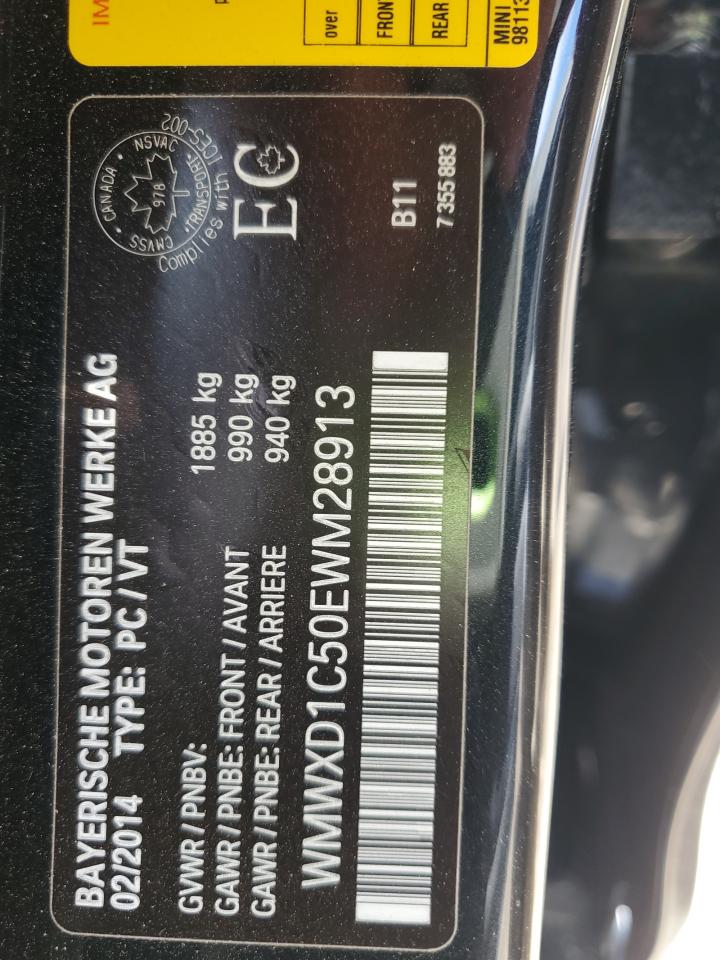 BAYERISCHE MOTOREN WERKE AG
02/2014 TYPE: PC/VT
GVWR/PNBV: 1885 kg
GAWR/PNBE: FRONT/AVANT 990 kg
GAWR/PNBE: REAR/ARRIERE 940 kg
WMWXD1C50EWM28913
CANADA · NSVAC · TRANSPORT · CMVSS
978
Complies with ICES-002
EC
B11
7 355 883
IM
over
FRON
REAR
MINI
98113